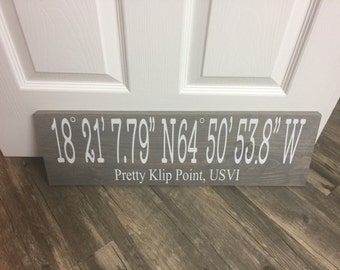 18° 21' 7.79" N64° 50' 53.8" W
Pretty Klip Point, USVI